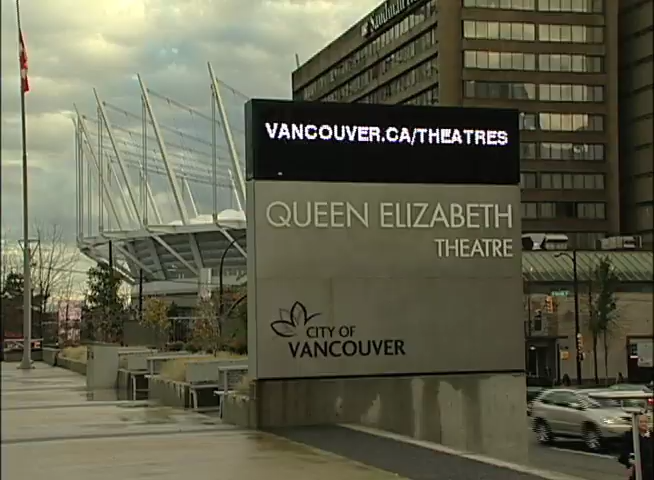 VANCOUVER.CA/THEATRES
QUEEN ELIZABETH
THEATRE
CITY OF
VANCOUVER